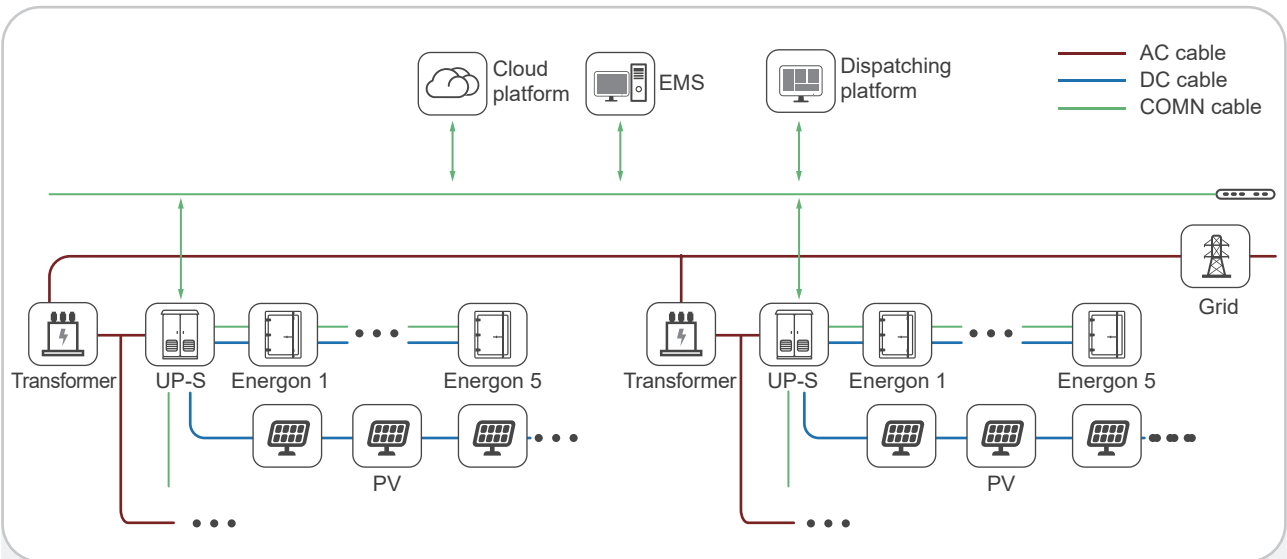 Cloud
platform
EMS
Dispatching
platform
AC cable
DC cable
COMN cable
Grid
Transformer
UP-S
Energon 1
Energon 5
Transformer
UP-S
Energon 1
Energon 5
PV
PV